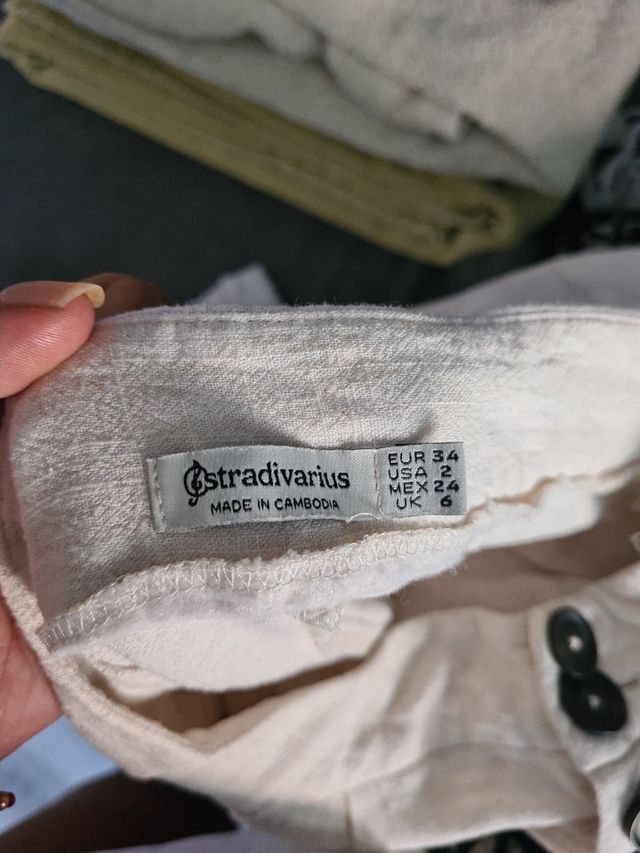 stradivarius
MADE IN CAMBODIA
EUR 34
USA 2
MEX 24
UK 6